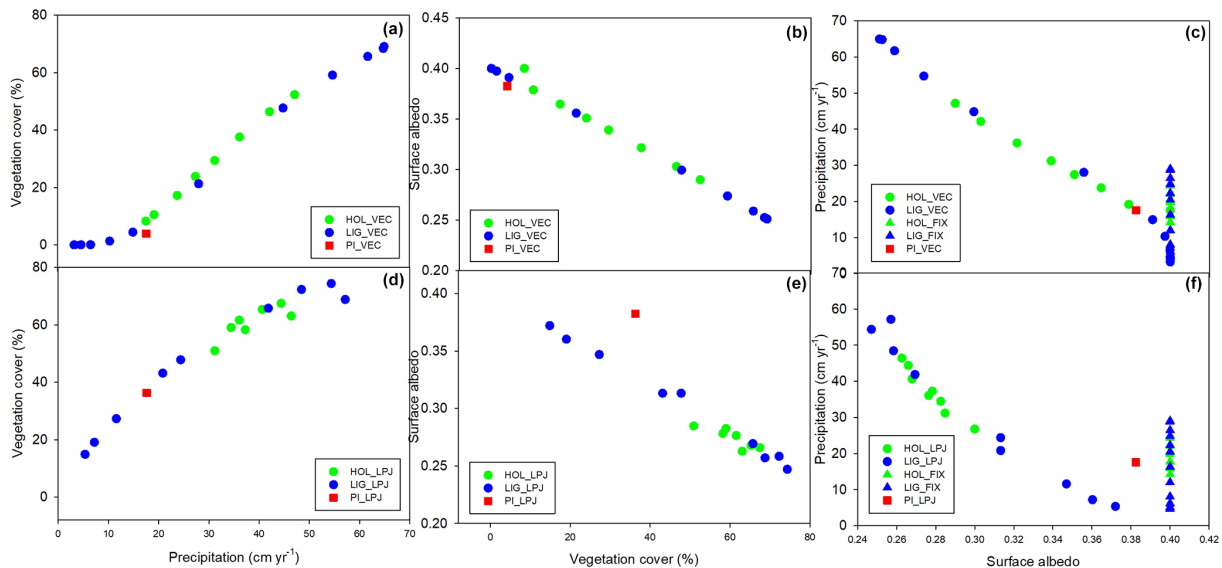 (a)
Vegetation cover (%)
80
60
40
20
0
HOL_VEC
LIG_VEC
PI_VEC
(b)
Surface albedo
0.45
0.40
0.35
0.30
0.25
0.20
HOL_VEC
LIG_VEC
PI_VEC
(c)
Precipitation (cm yr-1)
70
60
50
40
30
20
10
0
HOL_VEC
LIG_VEC
HOL_FIX
LIG_FIX
PI_VEC
(d)
Vegetation cover (%)
80
60
40
20
0
HOL_LPJ
LIG_LPJ
PI_LPJ
0 10 20 30 40 50 60 70
Precipitation (cm yr-1)
(e)
Surface albedo
0.40
0.35
0.30
0.25
0.20
HOL_LPJ
LIG_LPJ
PI_LPJ
0 20 40 60 80
Vegetation cover (%)
(f)
Precipitation (cm yr-1)
70
60
50
40
30
20
10
0
HOL_LPJ
LIG_LPJ
HOL_FIX
LIG_FIX
PI_LPJ
0.24 0.26 0.28 0.30 0.32 0.34 0.36 0.38 0.40 0.42
Surface albedo